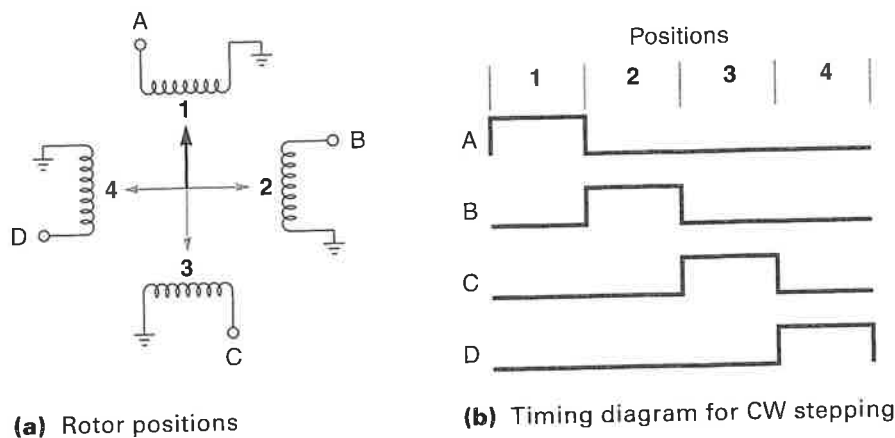 A
1
B
2
4
D
3
C
(a) Rotor positions
Positions
1 2 3 4
A
B
C
D
(b) Timing diagram for CW stepping